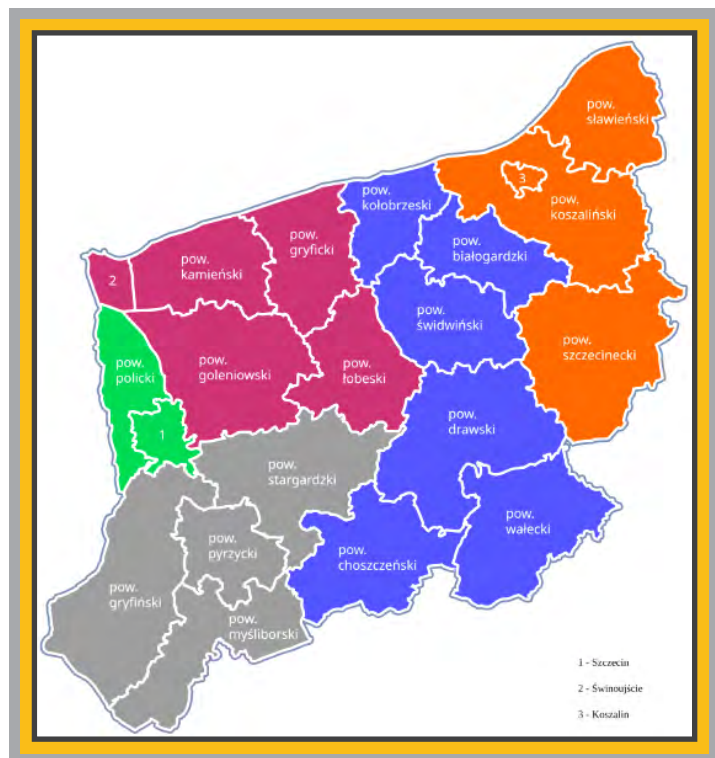 pow.
sławieński
3
pow.
koszaliński
pow.
kołobrzeski
pow.
gryficki
pow.
białogardzki
pow.
kamieński
2
pow.
świdwiński
pow.
szczecinecki
pow.
policki
pow.
goleniowski
pow.
łobeski
pow.
drawski
1
pow.
stargardzki
pow.
wałecki
pow.
pyrzycki
pow.
choszczeński
pow.
gryfiński
pow.
myśliborski
1 - Szczecin
2 - Świnoujście
3 - Koszalin